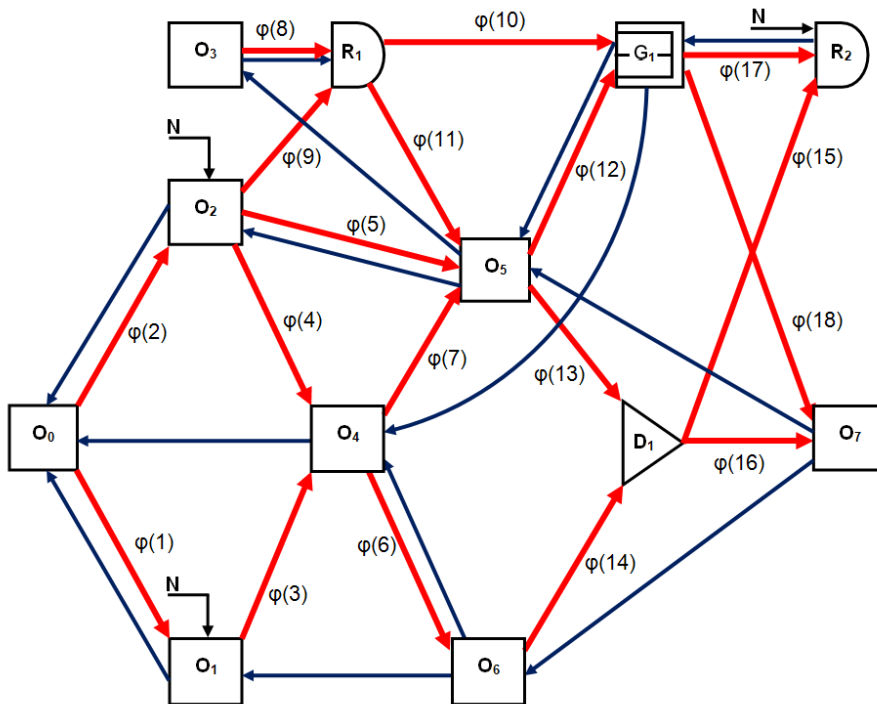 φ(8)
φ(10)
N
O₃
R₁
G₁
R₂
φ(17)
N
φ(9)
φ(11)
φ(12)
φ(15)
O₂
φ(5)
O₅
φ(2)
φ(4)
φ(7)
φ(13)
φ(18)
O₀
O₄
D₁
φ(16)
O₇
φ(1)
φ(6)
φ(14)
N
φ(3)
O₁
O₆